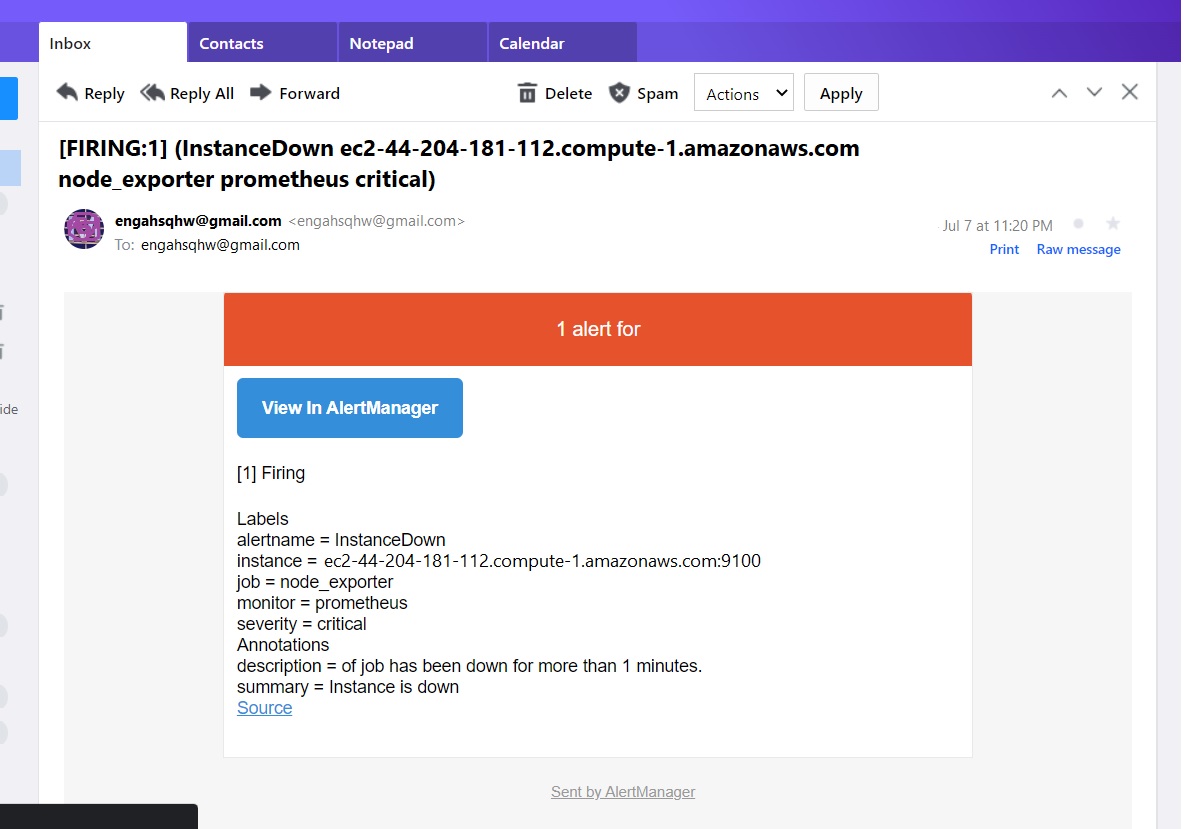 Inbox
Contacts
Notepad
Calendar
Reply
Reply All
Forward
Delete
Spam
Actions
Apply
[FIRING:1] (InstanceDown ec2-44-204-181-112.compute-1.amazonaws.com
node_exporter prometheus critical)
engahsqhw@gmail.com <engahsqhw@gmail.com>
To: engahsqhw@gmail.com
Jul 7 at 11:20 PM
Print Raw message
ide
1 alert for
View In AlertManager
[1] Firing
Labels
alertname = InstanceDown
instance = ec2-44-204-181-112.compute-1.amazonaws.com:9100
job = node_exporter
monitor = prometheus
severity = critical
Annotations
description = of job has been down for more than 1 minutes.
summary = Instance is down
Source
Sent by AlertManager